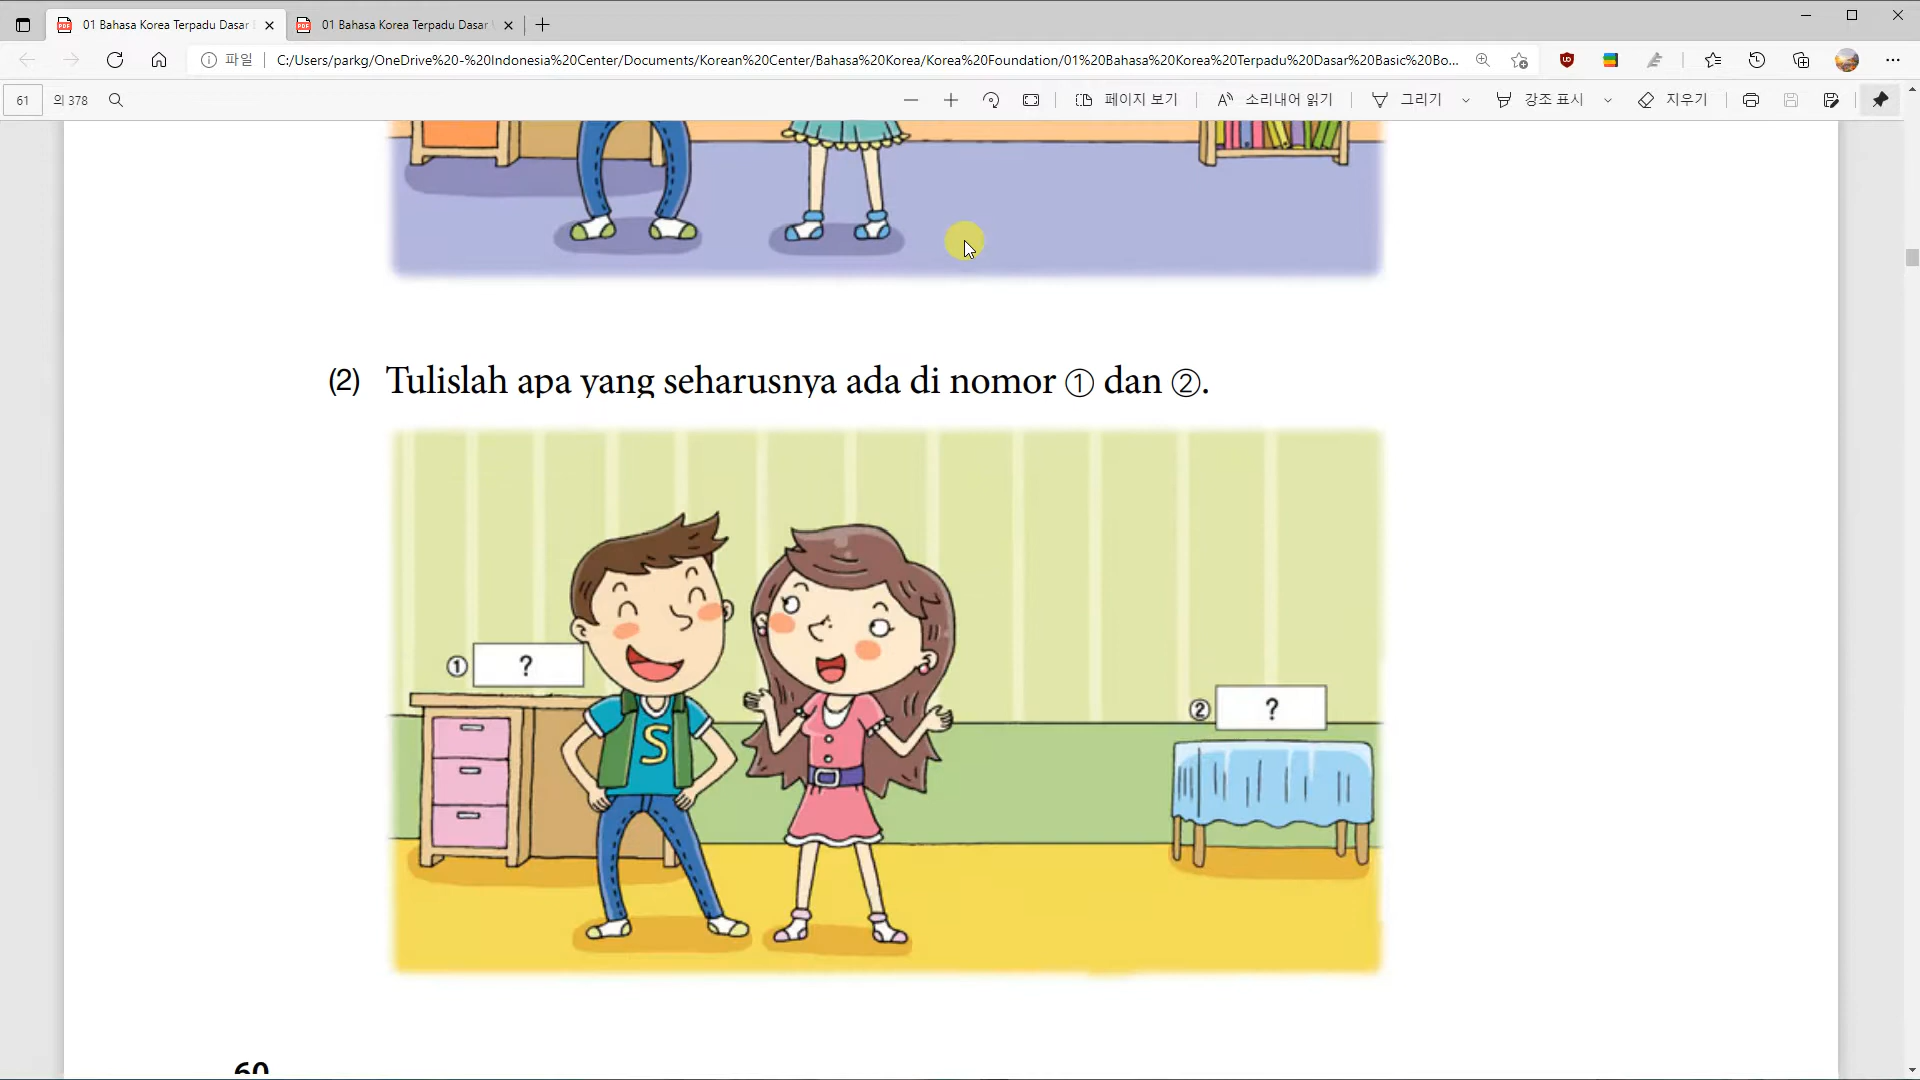 01 Bahasa Korea Terpadu Dasar
01 Bahasa Korea Terpadu Dasar
파일
C:/Users/parkg/OneDrive%20-%20Indonesia%20Center/Documents/Korean%20Center/Bahasa%20Korea/Korea%20Foundation/01%20Bahasa%20Korea%20Terpadu%20Dasar%20Basic%20Bo...
61 의 378
페이지 보기
A 소리내어 읽기
그리기
강조 표시
지우기
(2) Tulislah apa yang seharusnya ada di nomor ① dan ②.
① ?
S
② ?
60